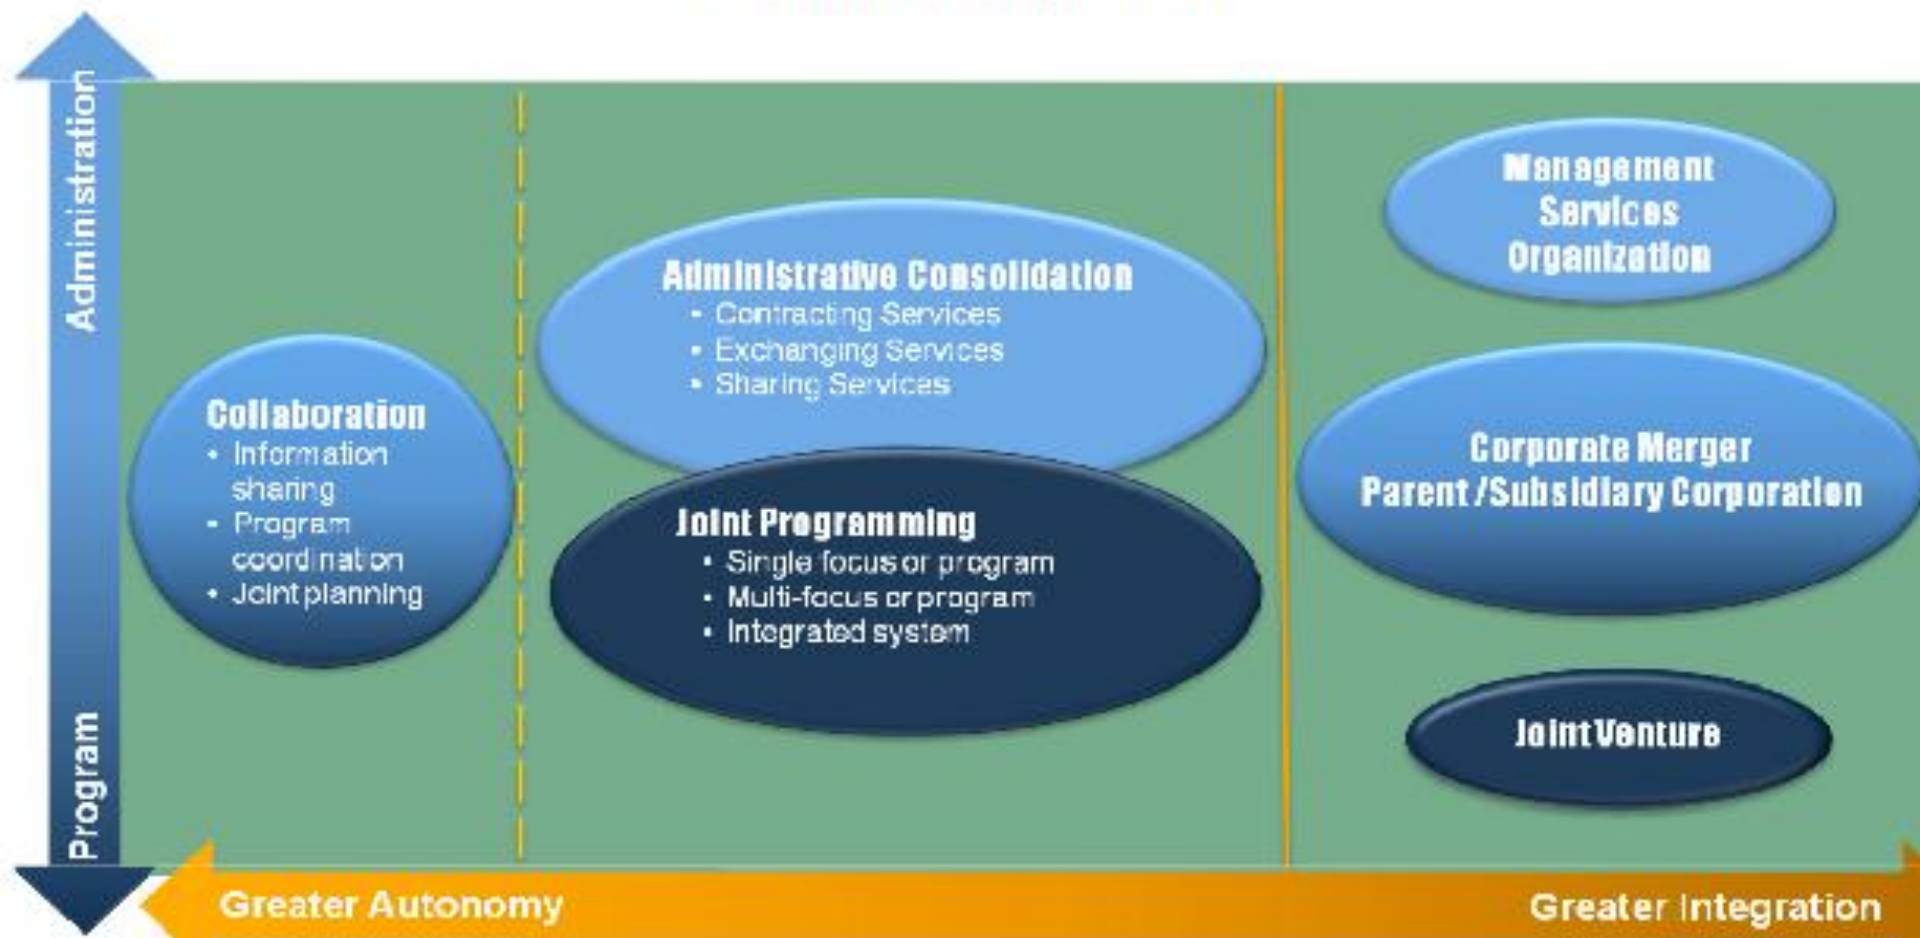 Administration
Program
Collaboration
• Information
sharing
• Program
coordination
• Joint planning
Administrative Consolidation
• Contracting Services
• Exchanging Services
• Sharing Services
Joint Programming
• Single focus or program
• Multi-focus or program
• Integrated system
Management
Services
Organization
Corporate Merger
Parent/Subsidiary Corporation
Joint Venture
Greater Autonomy
Greater Integration